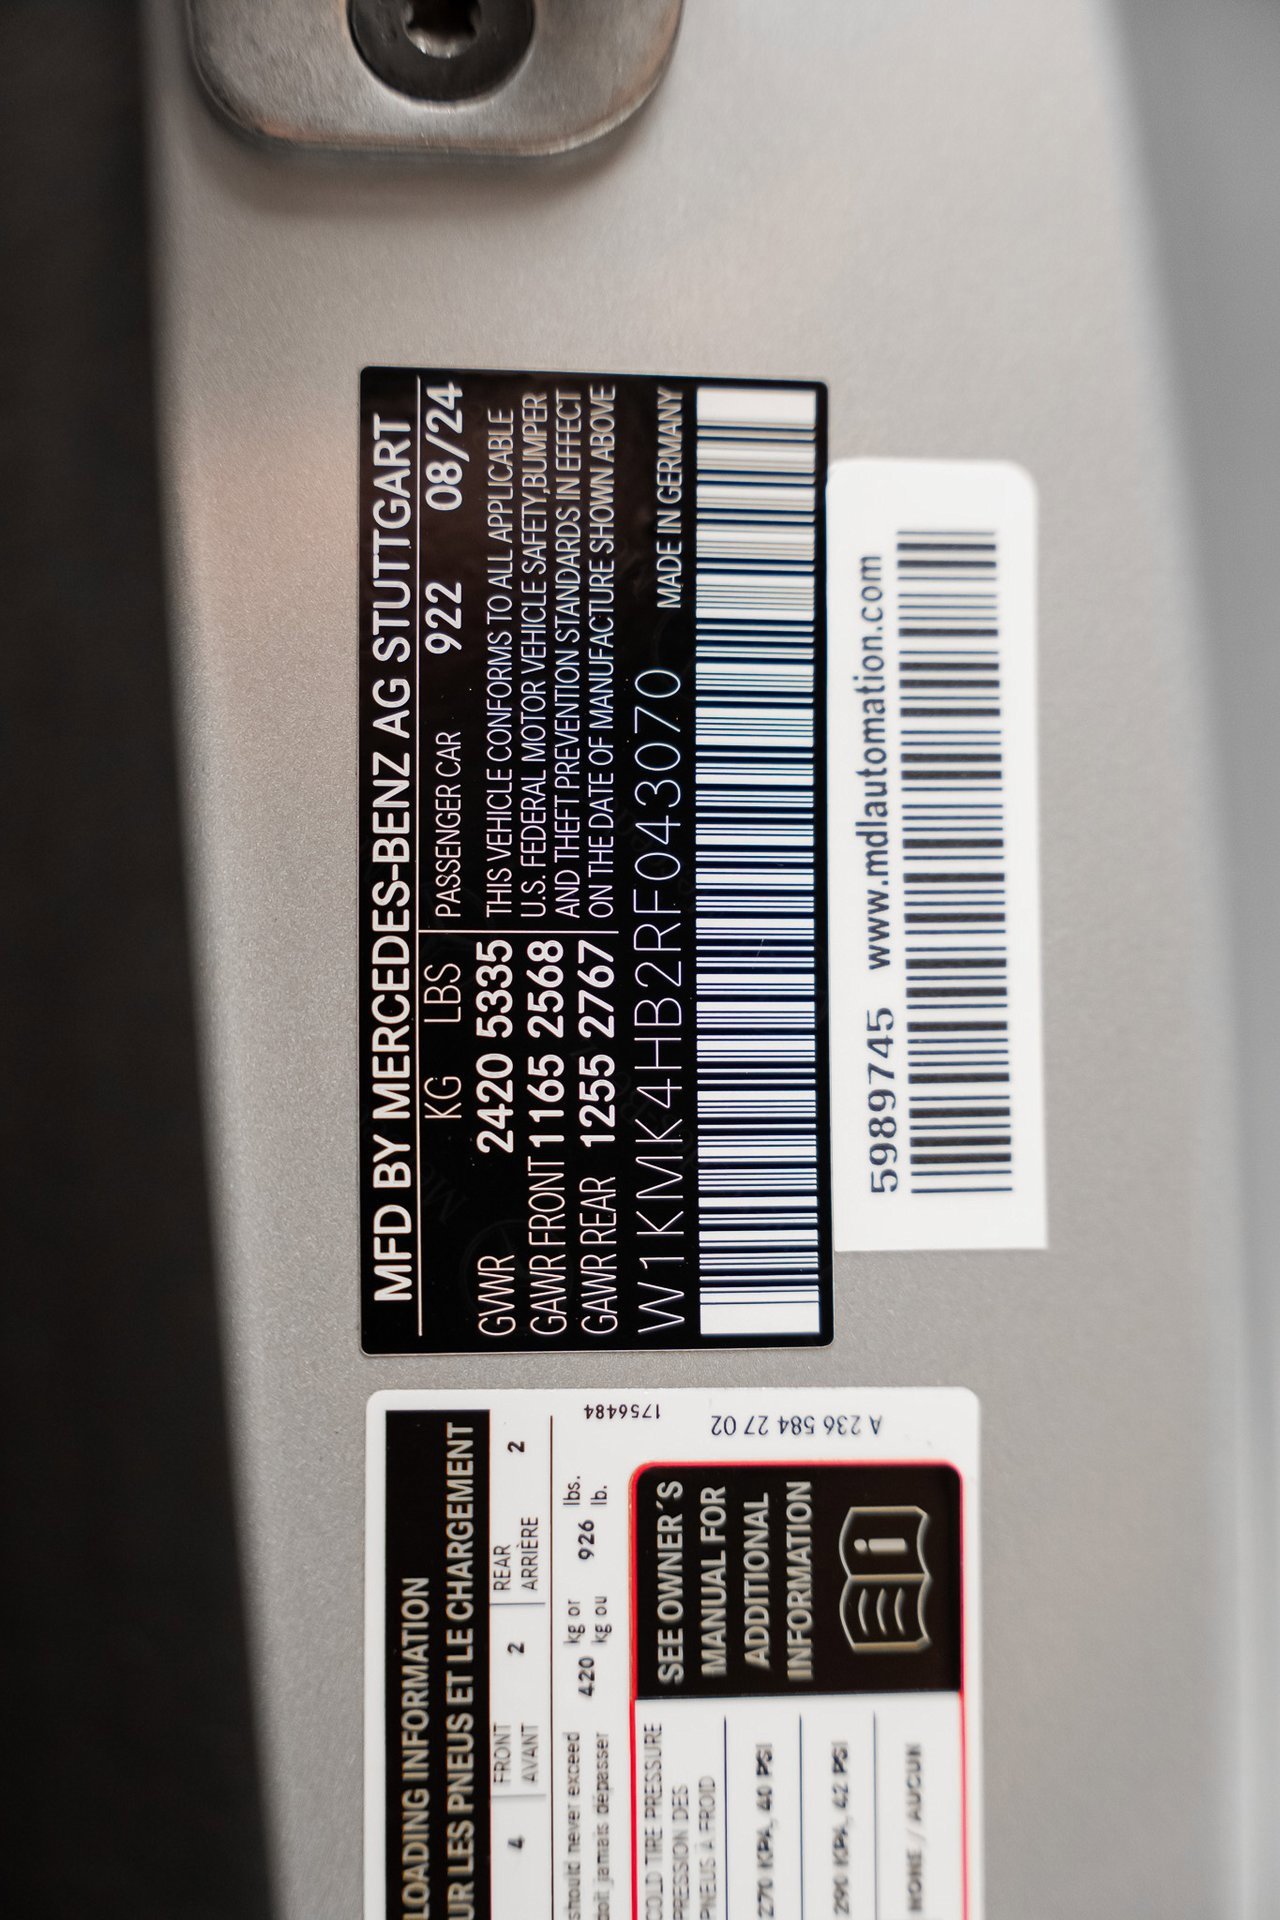 MFD BY MERCEDES-BENZ AG STUTTGART
KG LBS PASSENGER CAR 922 08/24
GVWR 2420 5335 THIS VEHICLE CONFORMS TO ALL APPLICABLE
GAWR FRONT 1165 2568 U.S. FEDERAL MOTOR VEHICLE SAFETY,BUMPER
AND THEFT PREVENTION STANDARDS IN EFFECT
GAWR REAR 1255 2767 ON THE DATE OF MANUFACTURE SHOWN ABOVE
W1KMK4HB2RF043070 MADE IN GERMANY
5989745 www.mdlautomation.com
LOADING INFORMATION
UR LES PNEUS ET LE CHARGEMENT
4 FRONT 2 REAR 2
AVANT ARRIÈRE
should never exceed 420 kg or 926 lbs.
doit jamais dépasser kg ou lb.
1756484
A 236 584 27 02
COLD TIRE PRESSURE
PRESSION DES
PNEUS À FROID
270 KPA, 40 PSI
290 KPA, 42 PSI
NONE / AUCUN
SEE OWNER'S
MANUAL FOR
ADDITIONAL
INFORMATION
i